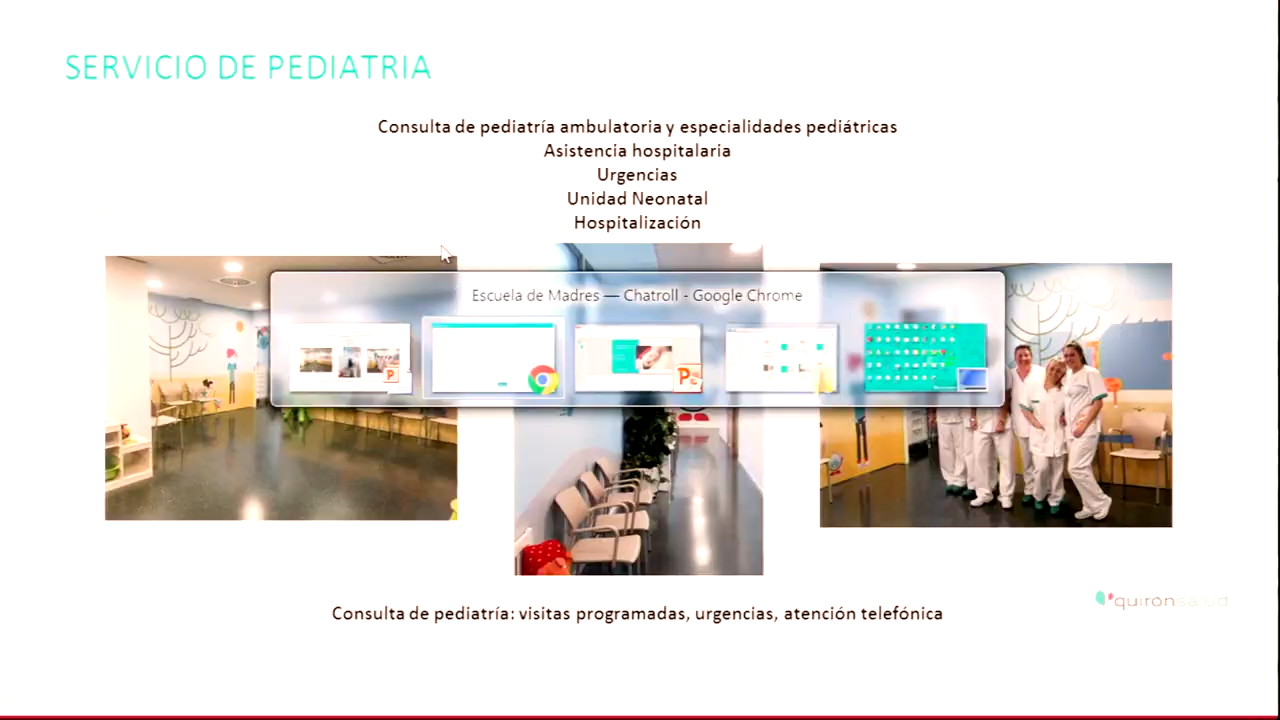 SERVICIO DE PEDIATRIA
Consulta de pediatría ambulatoria y especialidades pediátricas
Asistencia hospitalaria
Urgencias
Unidad Neonatal
Hospitalización
Escuela de Madres — Chatroll - Google Chrome
Consulta de pediatría: visitas programadas, urgencias, atención telefónica
quirónsalud